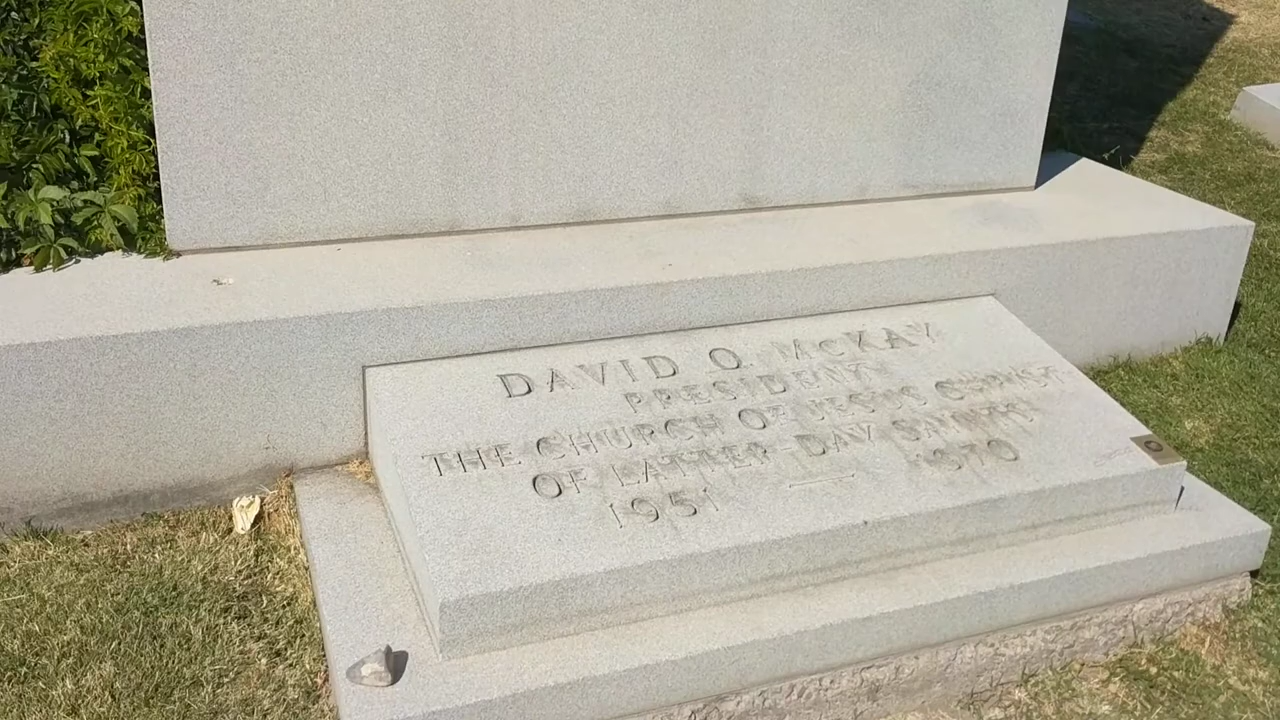 DAVID O. McKAY
PRESIDENT
THE CHURCH OF JESUS CHRIST
OF LATTER-DAY SAINTS
1951 — 1970